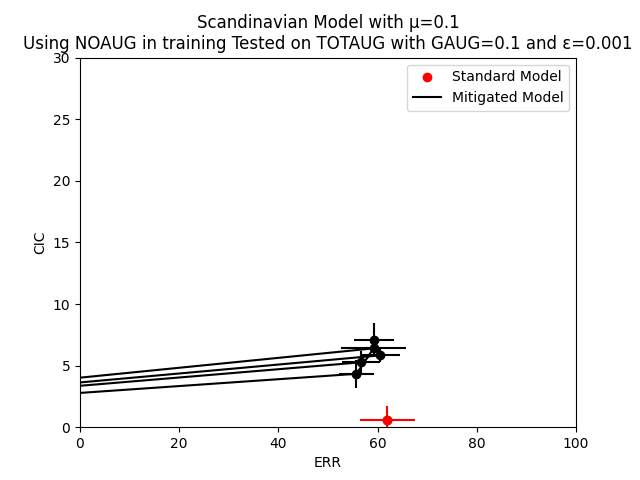 Scandinavian Model with μ=0.1
Using NOAUG in training Tested on TOTAUG with GAUG=0.1 and ε=0.001
30
25
20
15
10
5
0
CIC
Standard Model
Mitigated Model
0 20 40 60 80 100
ERR